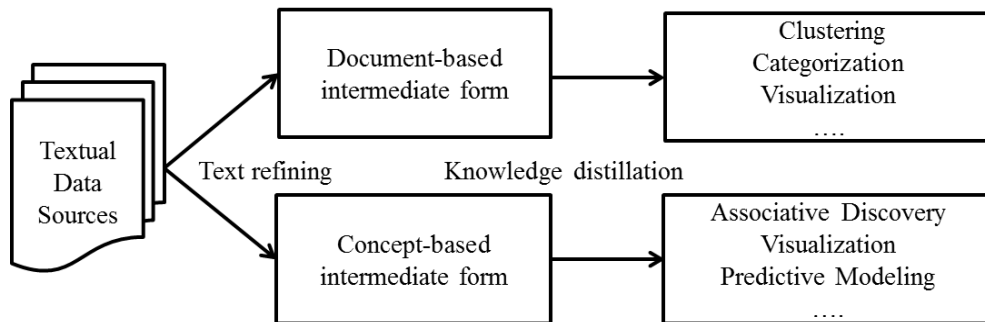 Textual
Data
Sources
Text refining
Document-based
intermediate form
Concept-based
intermediate form
Knowledge distillation
Clustering
Categorization
Visualization
....
Associative Discovery
Visualization
Predictive Modeling
....